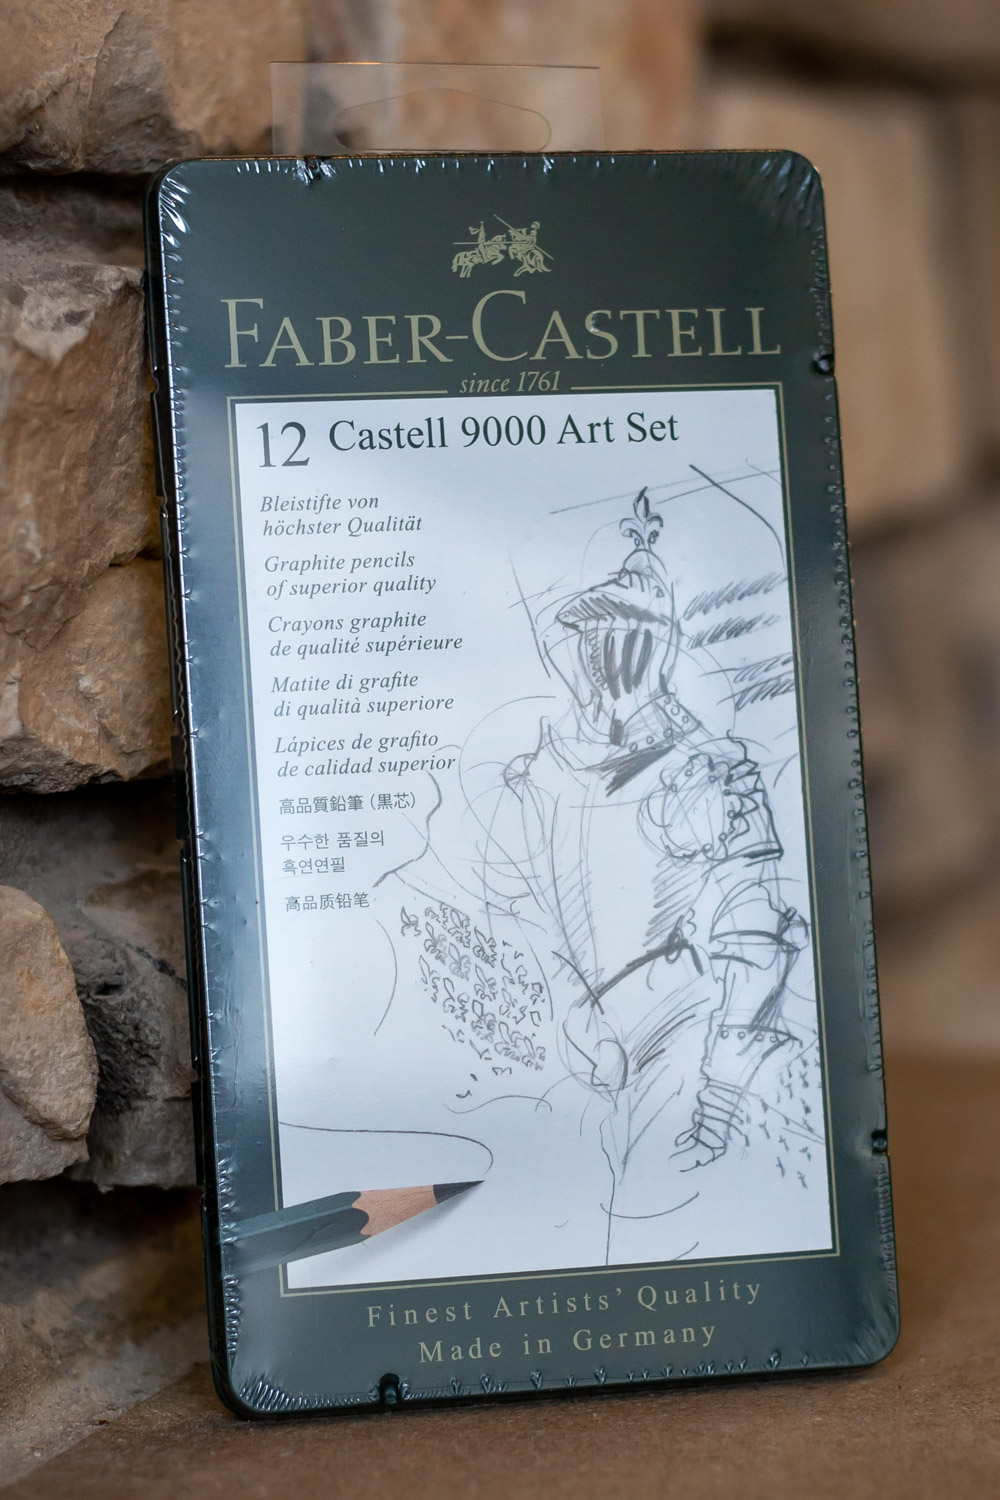 FABER-CASTELL
since 1761
12 Castell 9000 Art Set
Bleistifte von
höchster Qualität
Graphite pencils
of superior quality
Crayons graphite
de qualité supérieure
Matite di grafite
di qualità superiore
Lápices de grafito
de calidad superior
高品質鉛筆（黒芯）
우수한 품질의
흑연연필
高品质铅笔
Finest Artists’ Quality
Made in Germany